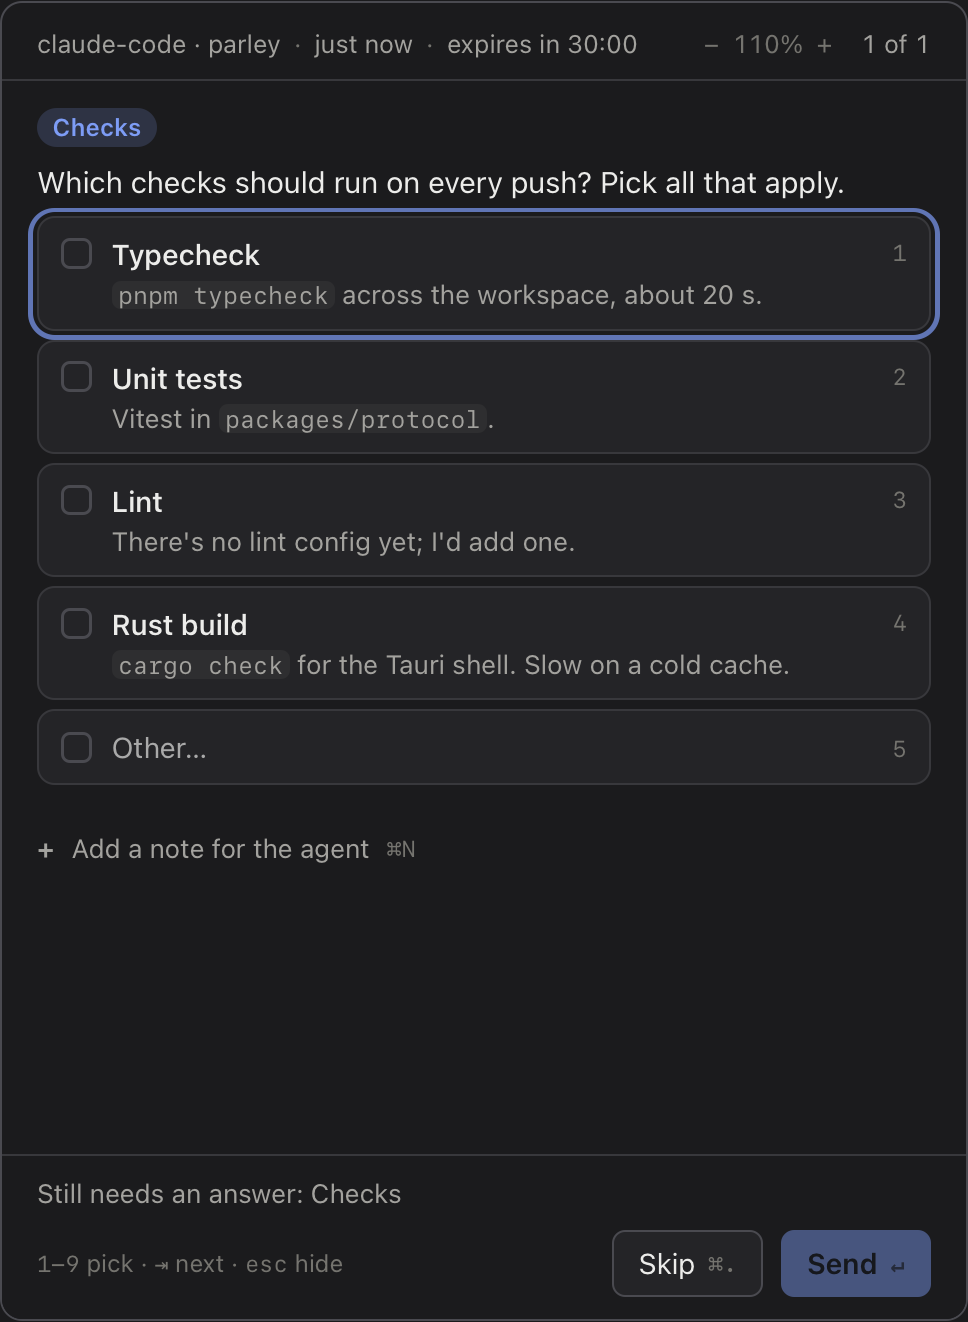 claude-code · parley · just now · expires in 30:00 − 110% + 1 of 1
Checks
Which checks should run on every push? Pick all that apply.
Typecheck 1
pnpm typecheck across the workspace, about 20 s.
Unit tests 2
Vitest in packages/protocol.
Lint 3
There's no lint config yet; I'd add one.
Rust build 4
cargo check for the Tauri shell. Slow on a cold cache.
Other… 5
+ Add a note for the agent ⌘N
Still needs an answer: Checks
1–9 pick · ⇥ next · esc hide Skip ⌘. Send ↵